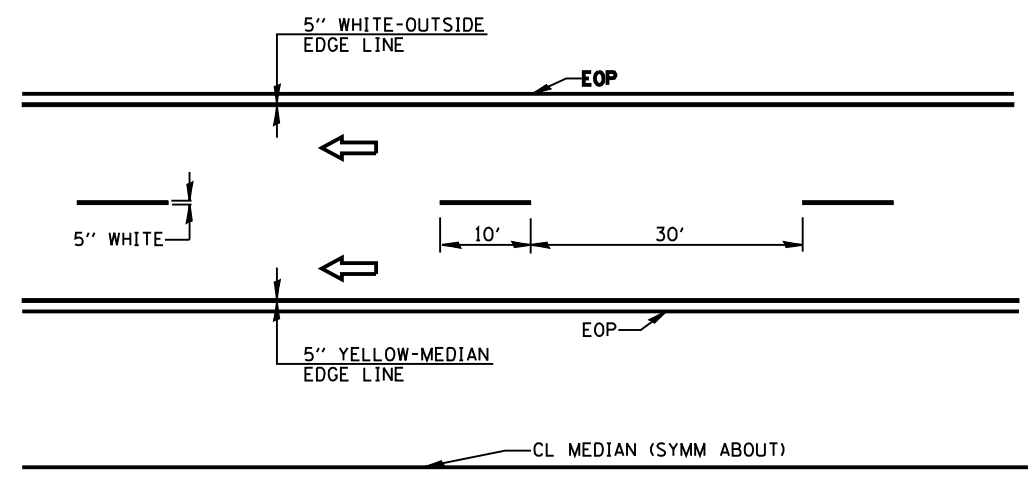 5'' WHITE-OUTSIDE
EDGE LINE
EOP
5'' WHITE
10'
30'
EOP
5'' YELLOW-MEDIAN
EDGE LINE
CL MEDIAN (SYMM ABOUT)